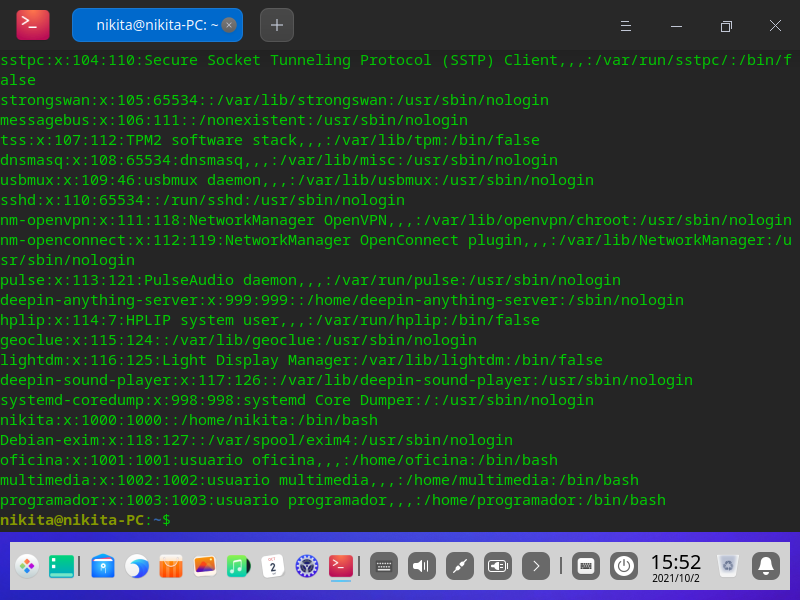 nikita@nikita-PC: ~
sstpc:x:104:110:Secure Socket Tunneling Protocol (SSTP) Client,,,:/var/run/sstpc/:/bin/f
alse
strongswan:x:105:65534::/var/lib/strongswan:/usr/sbin/nologin
messagebus:x:106:111::/nonexistent:/usr/sbin/nologin
tss:x:107:112:TPM2 software stack,,,:/var/lib/tpm:/bin/false
dnsmasq:x:108:65534:dnsmasq,,,:/var/lib/misc:/usr/sbin/nologin
usbmux:x:109:46:usbmux daemon,,,:/var/lib/usbmux:/usr/sbin/nologin
sshd:x:110:65534::/run/sshd:/usr/sbin/nologin
nm-openvpn:x:111:118:NetworkManager OpenVPN,,,:/var/lib/openvpn/chroot:/usr/sbin/nologin
nm-openconnect:x:112:119:NetworkManager OpenConnect plugin,,,:/var/lib/NetworkManager:/u
sr/sbin/nologin
pulse:x:113:121:PulseAudio daemon,,,:/var/run/pulse:/usr/sbin/nologin
deepin-anything-server:x:999:999::/home/deepin-anything-server:/sbin/nologin
hplip:x:114:7:HPLIP system user,,,:/var/run/hplip:/bin/false
geoclue:x:115:124::/var/lib/geoclue:/usr/sbin/nologin
lightdm:x:116:125:Light Display Manager:/var/lib/lightdm:/bin/false
deepin-sound-player:x:117:126::/var/lib/deepin-sound-player:/usr/sbin/nologin
systemd-coredump:x:998:998:systemd Core Dumper:/:/usr/sbin/nologin
nikita:x:1000:1000::/home/nikita:/bin/bash
Debian-exim:x:118:127::/var/spool/exim4:/usr/sbin/nologin
oficina:x:1001:1001:usuario oficina,,,:/home/oficina:/bin/bash
multimedia:x:1002:1002:usuario multimedia,,,:/home/multimedia:/bin/bash
programador:x:1003:1003:usuario programador,,,:/home/programador:/bin/bash
nikita@nikita-PC:~$
OCT
2
15:52
2021/10/2